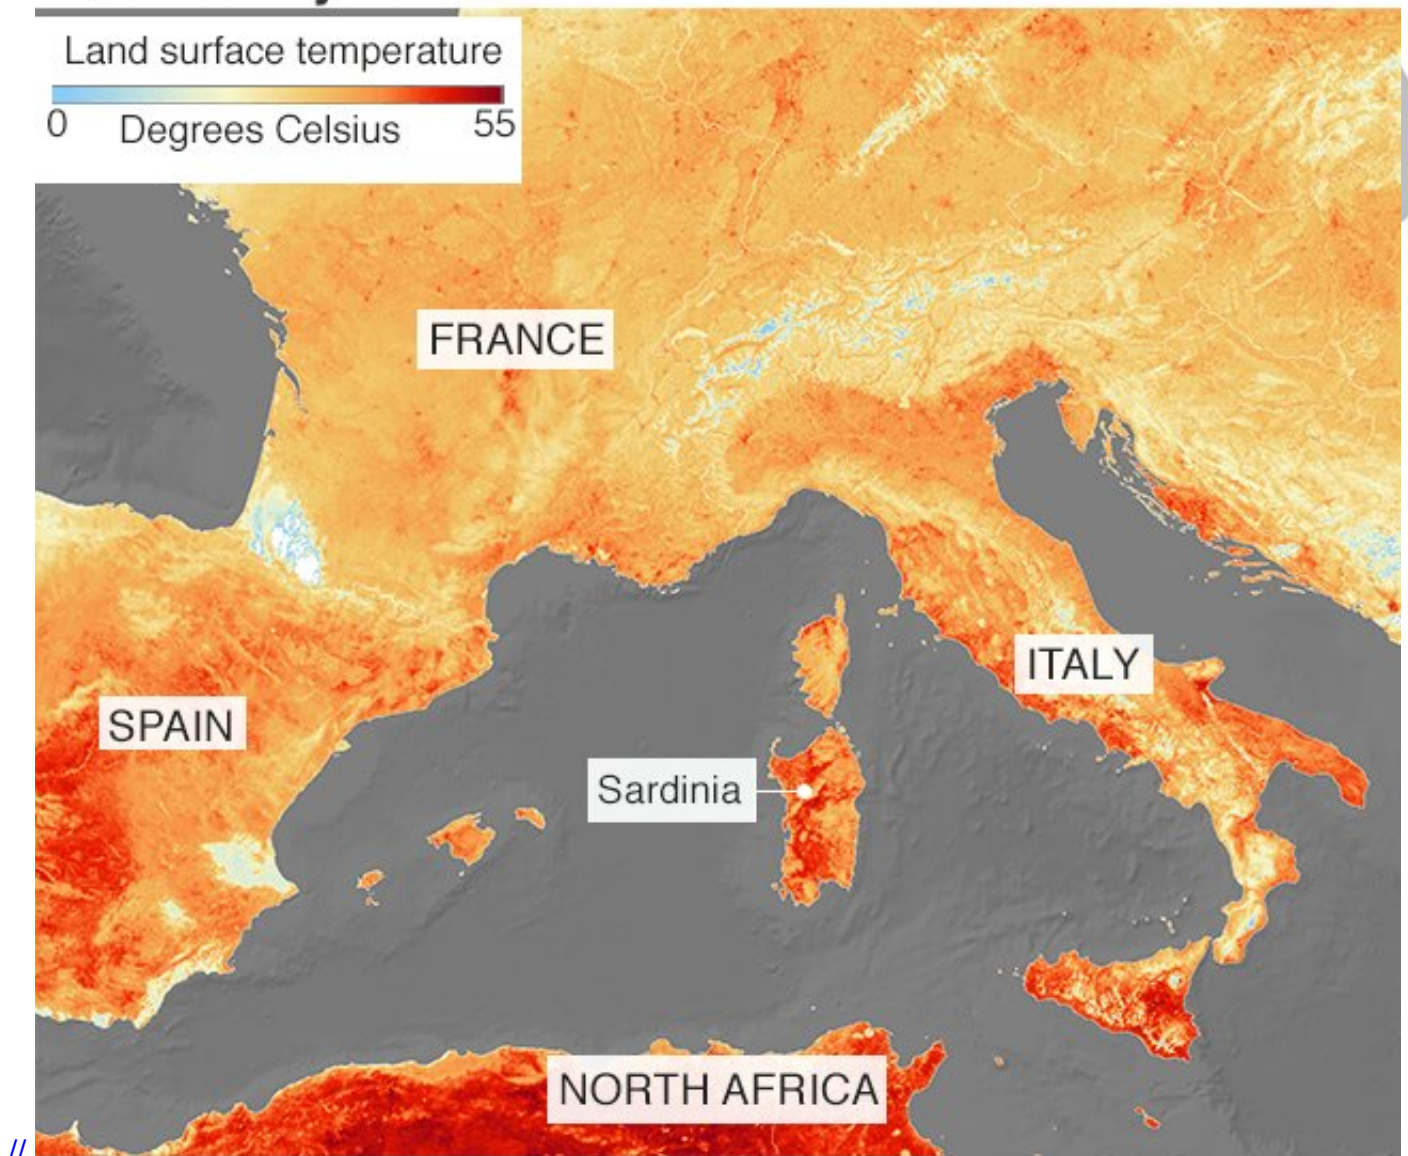 Land surface temperature
0 Degrees Celsius 55
FRANCE
ITALY
SPAIN
Sardinia
NORTH AFRICA
//